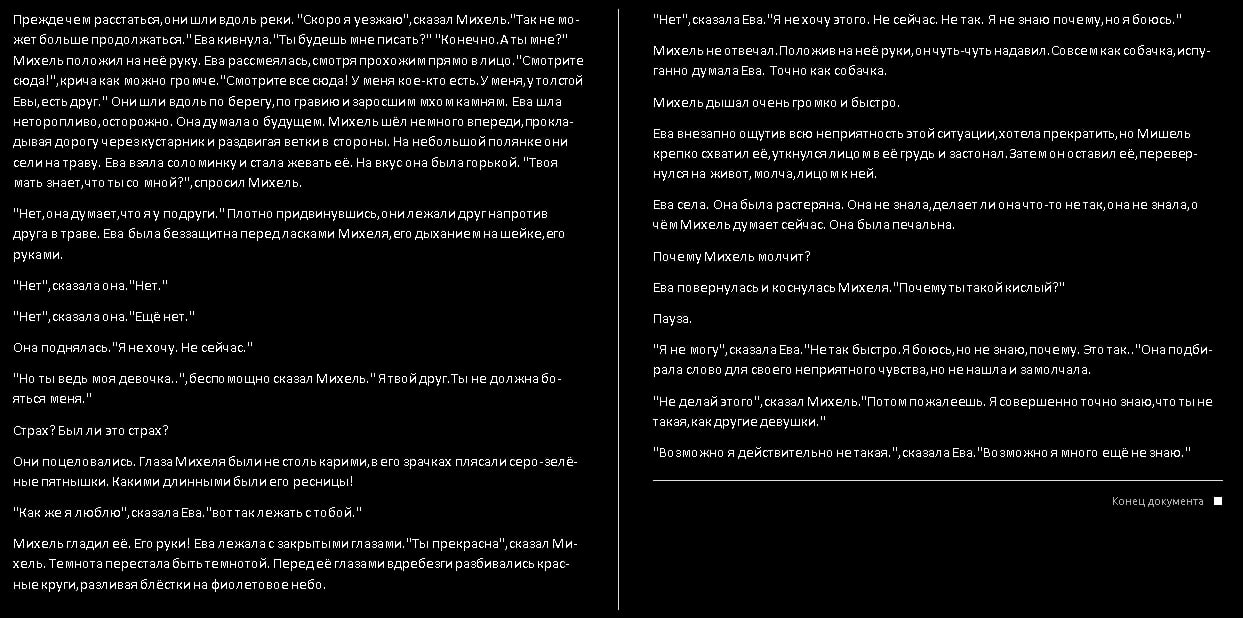 Прежде чем расстаться,они шли вдоль реки. "Скоро я уезжаю",сказал Михель."Так не мо-
жет больше продолжаться." Ева кивнула."Ты будешь мне писать?" "Конечно.А ты мне?"
Михель положил на неё руку. Ева рассмеялась,смотря прохожим прямо в лицо."Смотрите
сюда!",крича как можно громче."Смотрите все сюда! У меня кое-кто есть.У меня,у толстой
Евы,есть друг." Они шли вдоль по берегу,по гравию и заросшим мхом камням. Ева шла
неторопливо,осторожно. Она думала о будущем. Михель шёл немного впереди,прокла-
дывая дорогу через кустарник и раздвигая ветки в стороны. На небольшой полянке они
сели на траву. Ева взяла соломинку и стала жевать её. На вкус она была горькой. "Твоя
мать знает,что ты со мной?",спросил Михель.
"Нет,она думает,что я у подруги." Плотно придвинувшись,они лежали друг напротив
друга в траве. Ева была беззащитна перед ласками Михеля,его дыханием на шейке,его
руками.
"Нет",сказала она."Нет."
"Нет",сказала она."Ещё нет."
Она поднялась."Я не хочу. Не сейчас."
"Но ты ведь моя девочка..",беспомощно сказал Михель." Я твой друг.Ты не должна бо-
яться меня."
Страх? Был ли это страх?
Они поцеловались. Глаза Михеля были не столь карими,в его зрачках плясали серо-зелё-
ные пятнышки. Какими длинными были его ресницы!
"Как же я люблю",сказала Ева."вот так лежать с тобой."
Михель гладил её. Его руки! Ева лежала с закрытыми глазами."Ты прекрасна",сказал Ми-
хель. Темнота перестала быть темнотой. Перед её глазами вдребезги разбивались крас-
ные круги,разливая блёстки на фиолетовое небо.
"Нет",сказала Ева."Я не хочу этого. Не сейчас. Не так. Я не знаю почему,но я боюсь."
Михель не отвечал.Положив на неё руки,он чуть-чуть надавил.Совсем как собачка,испу-
ганно думала Ева. Точно как собачка.
Михель дышал очень громко и быстро.
Ева внезапно ощутив всю неприятность этой ситуации,хотела прекратить,но Мишель
крепко схватил её,уткнулся лицом в её грудь и застонал.Затем он оставил её,перевер-
нулся на живот,молча,лицом к ней.
Ева села. Она была растеряна. Она не знала,делает ли она что-то не так,она не знала,о
чём Михель думает сейчас. Она была печальна.
Почему Михель молчит?
Ева повернулась и коснулась Михеля."Почему ты такой кислый?"
Пауза.
"Я не могу",сказала Ева."Не так быстро.Я боюсь,но не знаю,почему. Это так.."Она подби-
рала слово для своего неприятного чувства,но не нашла и замолчала.
"Не делай этого",сказал Михель."Потом пожалеешь. Я совершенно точно знаю,что ты не
такая,как другие девушки."
"Возможно я действительно не такая.",сказала Ева."Возможно я много ещё не знаю."
Конец документа